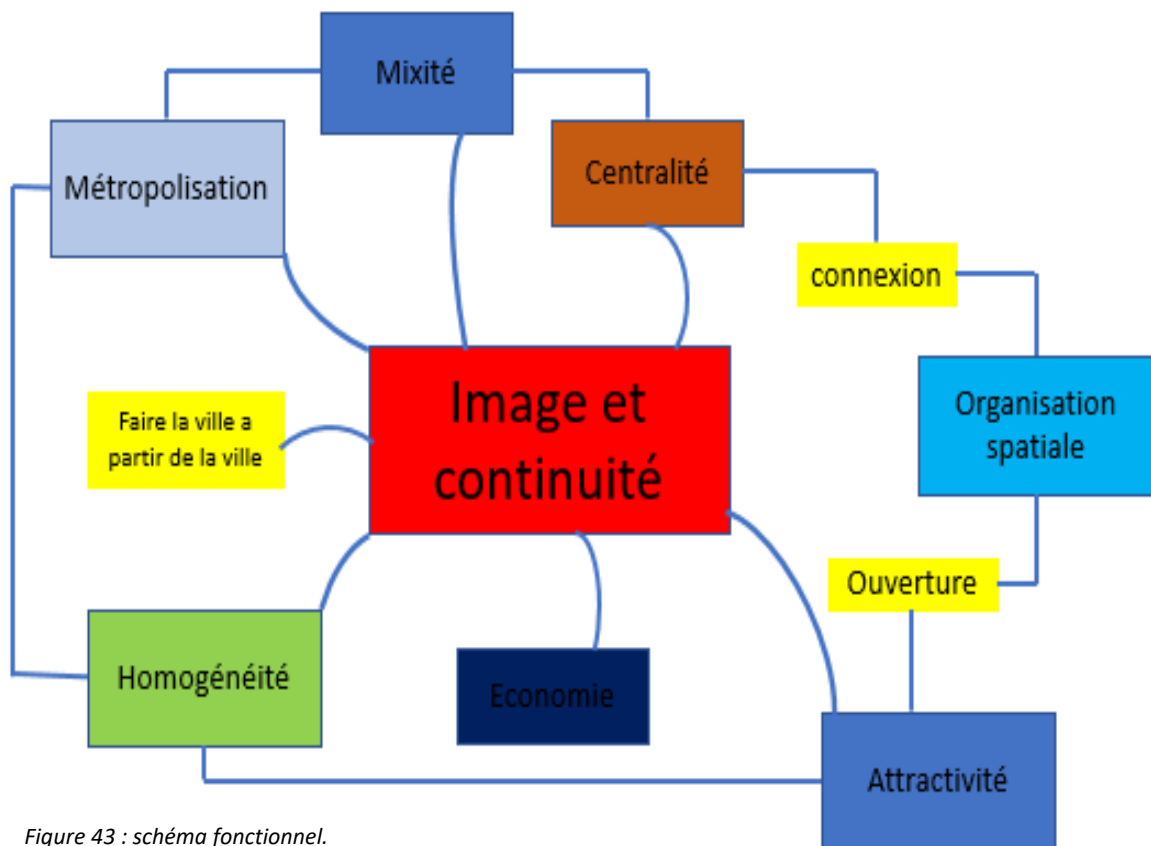 Mixité
Métropolisation
Centralité
connexion
Image et
continuité
Organisation
spatiale
Faire la ville a
partir de la ville
Ouverture
Homogénéité
Economie
Attractivité
Figure 43 : schéma fonctionnel.